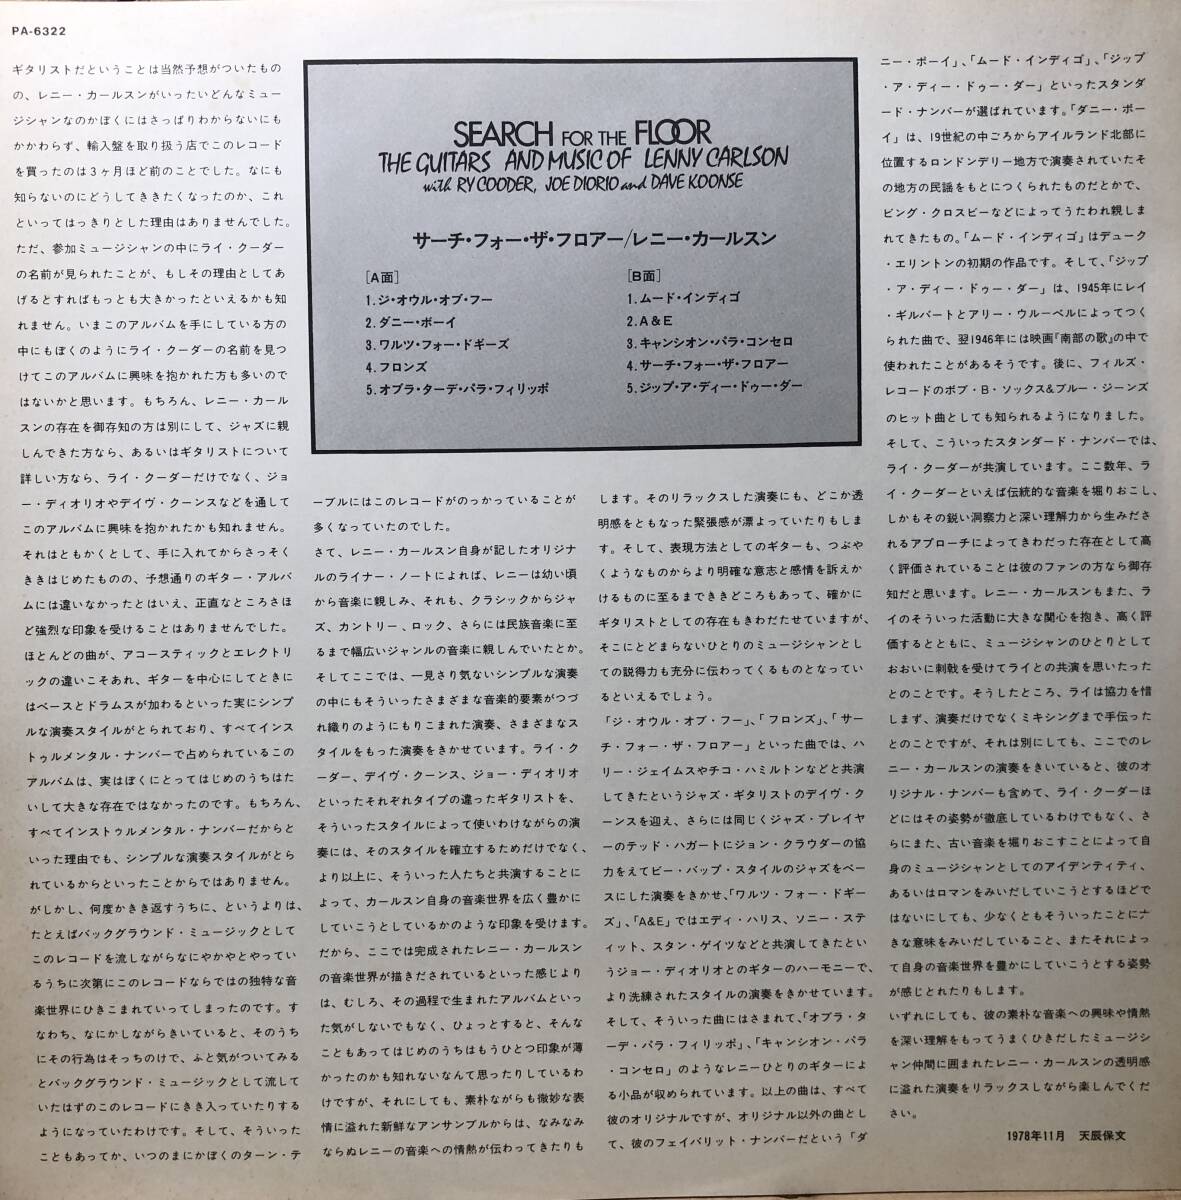 PA-6322
SEARCH FOR THE FLOOR
THE GUITARS AND MUSIC OF LENNY CARLSON
with RY COODER, JOE DIORIO and DAVE KOONSE
サーチ・フォー・ザ・フロアー/レニー・カールスン
[A面]
1.ジ・オウル・オブ・フー
2.ダニー・ボーイ
3.ワルツ・フォー・ドギーズ
4.フロンズ
5.オブラ・ターデ・パラ・フィリッポ
[B面]
1.ムード・インディゴ
2.A&E
3.キャンシオン・パラ・コンセロ
4.サーチ・フォー・ザ・フロアー
5.ジップ・ア・ディー・ドゥー・ダー
ギタリストだということは当然予想がついたもの
の、レニー・カールスンがいったいどんなミュー
ジシャンなのかぼくにはさっぱりわからないにも
かかわらず、輸入盤を取り扱う店でこのレコード
を買ったのは3ヶ月ほど前のことでした。なにも
知らないのにどうしてききたくなったのか、これ
といってはっきりとした理由はありませんでした。
ただ、参加ミュージシャンの中にライ・クーダー
の名前が見られたことが、もしその理由としてあ
げるとすればもっとも大きかったといえるかも知
れません。いまこのアルバムを手にしている方の
中にもぼくのようにライ・クーダーの名前を見つ
けてこのアルバムに興味を抱かれた方も多いので
はないかと思います。もちろん、レニー・カール
スンの存在を御存知の方は別にして、ジャズに親
しんできた方なら、あるいはギタリストについて
詳しい方なら、ライ・クーダーだけでなく、ジョ
ー・ディオリオやデイヴ・クーンスなどを通して
このアルバムに興味を抱かれたかも知れません。
それはともかくとして、手に入れてからさっそく
ききはじめたものの、予想通りのギター・アルバ
ムには違いなかったとはいえ、正直なところさほ
ど強烈な印象を受けることはありませんでした。
ほとんどの曲が、アコースティックとエレクトリ
ックの違いこそあれ、ギターを中心にしてときに
はベースとドラムスが加わるといった実にシンプ
ルな演奏スタイルがとられており、すべてインス
トゥルメンタル・ナンバーで占められているこの
アルバムは、実はぼくにとってはじめのうちはた
いして大きな存在ではなかったのです。もちろん、
すべてインストゥルメンタル・ナンバーだからと
いった理由でも、シンプルな演奏スタイルがとら
れているからといったことからではありません。
がしかし、何度かきき返すうちに、というよりは、
たとえばバックグラウンド・ミュージックとして
このレコードを流しながらなにやかやとやってい
るうちに次第にこのレコードならではの独特な音
楽世界にひきこまれていってしまったのです。す
なわち、なにかしながらきいていると、そのうち
にその行為はそっちのけで、ふと気がついてみる
とバックグラウンド・ミュージックとして流して
いたはずのこのレコードにきき入っていたりする
ようになっていたわけです。そして、そういった
こともあってか、いつのまにかぼくのターン・テ
ーブルにはこのレコードがのっかっていることが
多くなっていたのでした。
さて、レニー・カールスン自身が記したオリジナ
ルのライナー・ノートによれば、レニーは幼い頃
から音楽に親しみ、それも、クラシックからジャ
ズ、カントリー、ロック、さらには民族音楽に至
るまで幅広いジャンルの音楽に親しんでいたとか。
そしてここでは、一見さり気ないシンプルな演奏
の中にもそういったさまざまな音楽的要素がつづ
れ織りのようにもりこまれた演奏、さまざまなス
タイルをもった演奏をきかせています。ライ・ク
ーダー、デイヴ・クーンス、ジョー・ディオリオ
といったそれぞれタイプの違ったギタリストを、
そういったスタイルによって使いわけながらの演
奏には、そのスタイルを確立するためだけでなく、
より以上に、そういった人たちと共演することに
よって、カールスン自身の音楽世界を広く豊かに
していこうとしているかのような印象を受けます。
だから、ここでは完成されたレニー・カールスン
の音楽世界が描きだされているといった感じより
は、むしろ、その過程で生まれたアルバムといっ
た気がしないでもなく、ひょっとすると、そんな
こともあってはじめのうちはもうひとつ印象が薄
かったのかも知れないなんて思ったりしているわ
けですが、それにしても、素朴ながらも微妙な表
情に溢れた新鮮なアンサンブルからは、なみなみ
ならぬレニーの音楽への情熱が伝わってきたりも
します。そのリラックスした演奏にも、どこか透
明感をともなった緊張感が漂よっていたりもしま
す。そして、表現方法としてのギターも、つぶや
くようなものからより明確な意志と感情を訴えか
けるものに至るまでききどころもあって、確かに
ギタリストとしての存在もきわだたせていますが、
そこにとどまらないひとりのミュージシャンとし
ての説得力も充分に伝わってくるものとなってい
るといえるでしょう。
「ジ・オウル・オブ・フー」、「フロンズ」、「サー
チ・フォー・ザ・フロアー」といった曲では、ハ
リー・ジェイムスやチコ・ハミルトンなどと共演
してきたというジャズ・ギタリストのデイヴ・ク
ーンスを迎え、さらには同じくジャズ・プレイヤ
ーのテッド・ハガートにジョン・クラウダーの協
力をえてビー・バップ・スタイルのジャズをベー
スにした演奏をきかせ、「ワルツ・フォー・ドギー
ズ」、「A&E」ではエディ・ハリス、ソニー・ステ
ィット、スタン・ゲイツなどと共演してきたとい
うジョー・ディオリオとのギターのハーモニーで、
より洗練されたスタイルの演奏をきかせています。
そして、そういった曲にはさまれて、「オブラ・タ
ーデ・パラ・フィリッポ」、「キャンシオン・パラ
・コンセロ」のようなレニーひとりのギターによ
る小品が収められています。以上の曲は、すべて
彼のオリジナルですが、オリジナル以外の曲とし
て、彼のフェイバリット・ナンバーだという「ダ
ニー・ボーイ」、「ムード・インディゴ」、「ジップ
・ア・ディー・ドゥー・ダー」といったスタンダ
ード・ナンバーが選ばれています。「ダニー・ボー
イ」は、19世紀の中ごろからアイルランド北部に
位置するロンドンデリー地方で演奏されていたそ
の地方の民謡をもとにつくられたものだとかで、
ビング・クロスビーなどによってうたわれ親しま
れてきたもの。「ムード・インディゴ」はデューク
・エリントンの初期の作品です。そして、「ジップ
・ア・ディー・ドゥー・ダー」は、1945年にレイ
・ギルバートとアリー・ウルーベルによってつく
られた曲で、翌1946年には映画『南部の歌』の中で
使われたことがあるそうです。後に、フィルズ・
レコードのボブ・B・ソックス&ブルー・ジーンズ
のヒット曲としても知られるようになりました。
そして、こういったスタンダード・ナンバーでは、
ライ・クーダーが共演しています。ここ数年、ラ
イ・クーダーといえば伝統的な音楽を掘りおこし、
しかもその鋭い洞察力と深い理解力から生みださ
れるアプローチによってきわだった存在として高
く評価されていることは彼のファンの方なら御存
知だと思います。レニー・カールスンもまた、ラ
イのそういった活動に大きな関心を抱き、高く評
価するとともに、ミュージシャンのひとりとして
おおいに刺戟を受けてライとの共演を思いたった
とのことです。そうしたところ、ライは協力を惜
しまず、演奏だけでなくミキシングまで手伝った
とのことですが、それは別にしても、ここでのレ
ニー・カールスンの演奏をきいていると、彼のオ
リジナル・ナンバーも含めて、ライ・クーダーほ
どにはその姿勢が徹底しているわけでもなく、さ
らにまた、古い音楽を堀りおこすことによって自
身のミュージシャンとしてのアイデンティティ、
あるいはロマンをみいだしていこうとするほどで
はないにしても、少なくともそういったことに大
きな意味をみいだしていること、またそれによっ
て自身の音楽世界を豊かにしていこうとする姿勢
が感じとれたりもします。
いずれにしても、彼の素朴な音楽への興味や情熱
を深い理解をもってうまくひきだしたミュージシ
ャン仲間に囲まれたレニー・カールスンの透明感
に溢れた演奏をリラックスしながら楽しんでくだ
さい。
1978年11月 天辰保文